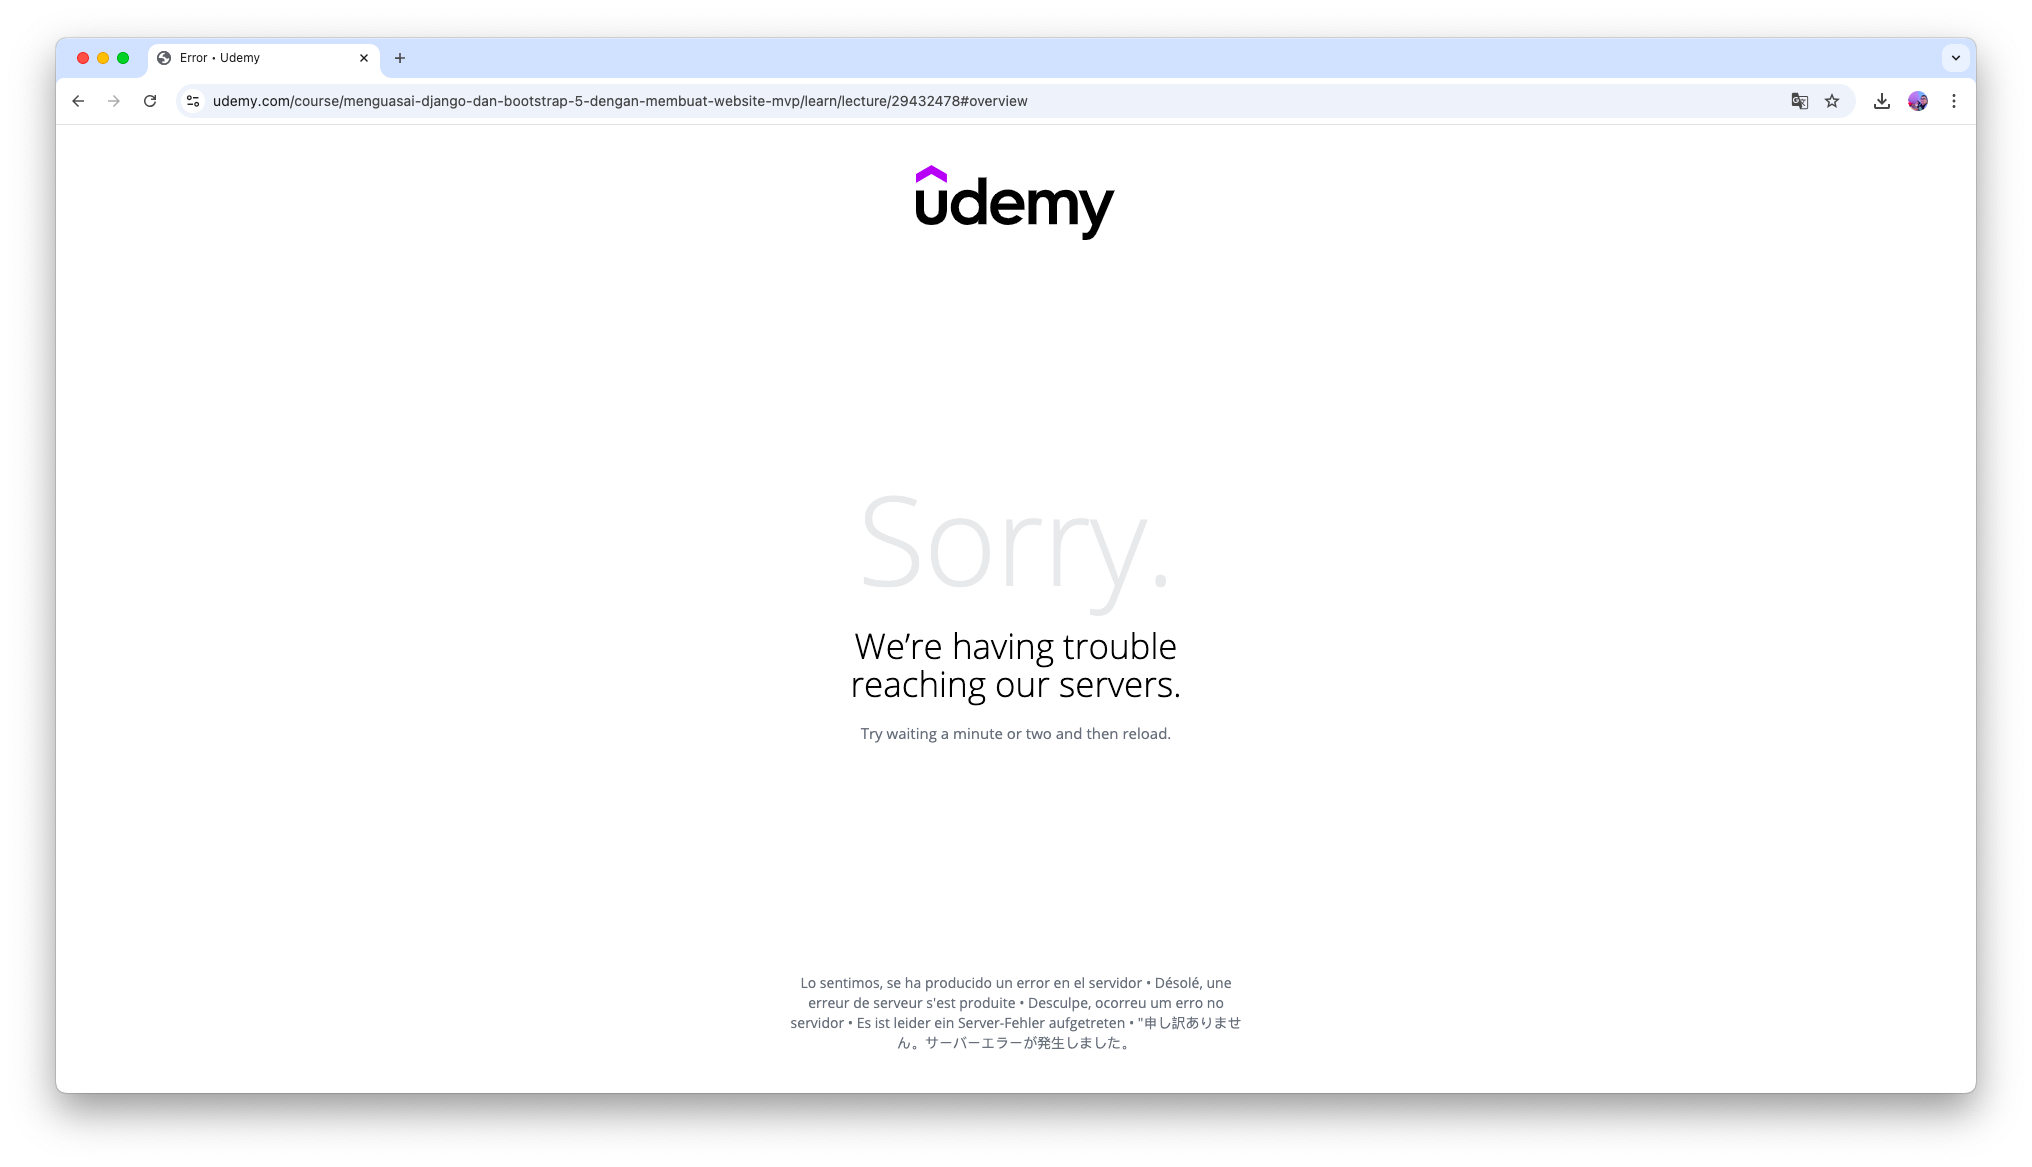 Error • Udemy
udemy.com/course/menguasai-django-dan-bootstrap-5-dengan-membuat-website-mvp/learn/lecture/29432478#overview
udemy
Sorry.
We’re having trouble
reaching our servers.
Try waiting a minute or two and then reload.
Lo sentimos, se ha producido un error en el servidor • Désolé, une
erreur de serveur s'est produite • Desculpe, ocorreu um erro no
servidor • Es ist leider ein Server-Fehler aufgetreten • "申し訳ありませ
ん。サーバーエラーが発生しました。